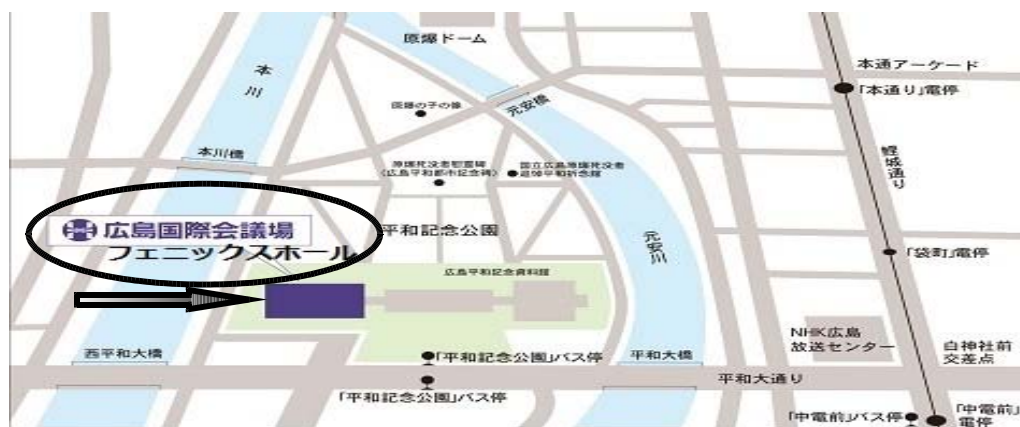 原爆ドーム
本川
本通アーケード
「本通り」電停
原爆の子の像
元安橋
鯉城通り
本川橋
原爆死没者慰霊碑
(広島平和都市記念碑)
国立広島原爆死没者
追悼平和祈念館
広島国際会議場
フェニックスホール
平和記念公園
元安川
「袋町」電停
広島平和記念資料館
NHK広島
放送センター
白神社前
交差点
西平和大橋
「平和記念公園」バス停
平和大橋
平和大通り
「平和記念公園」バス停
「中電前」バス停
「中電前」
電停